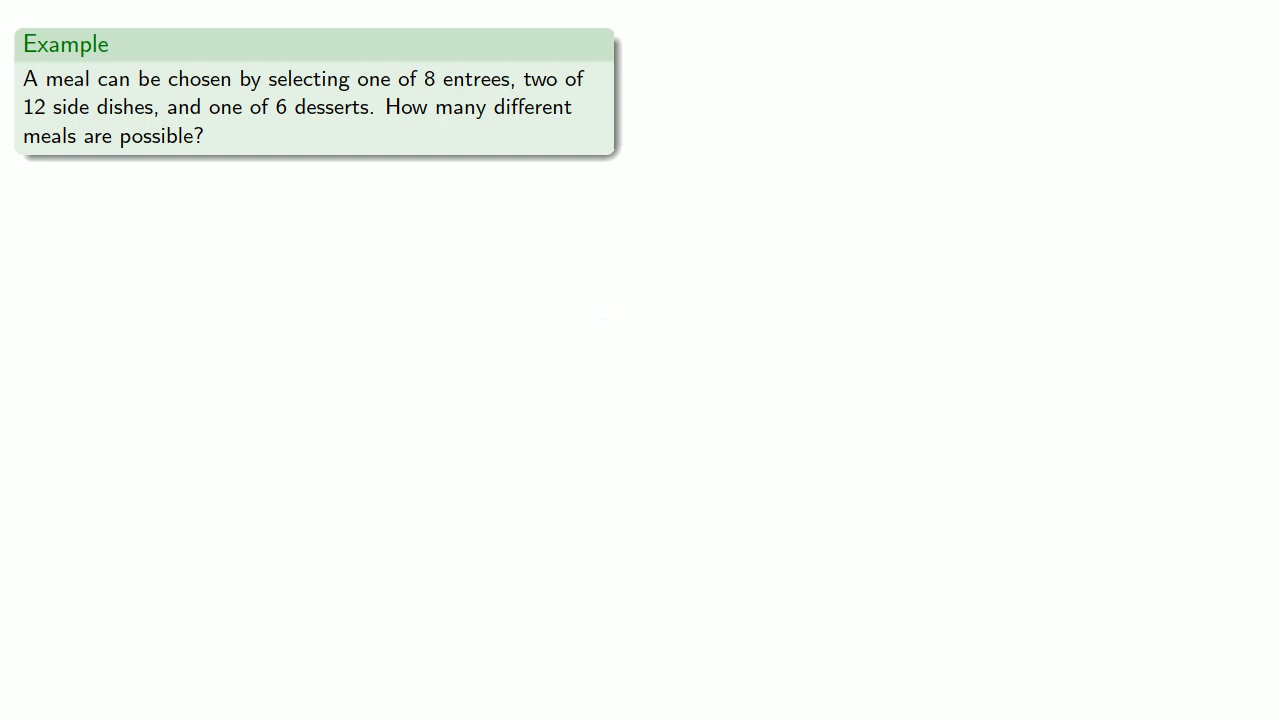 Example
A meal can be chosen by selecting one of 8 entrees, two of
12 side dishes, and one of 6 desserts. How many different
meals are possible?